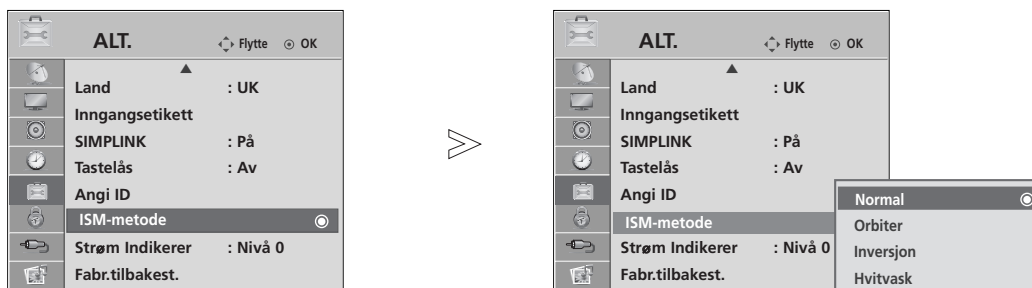 ALT. Flytte OK
Land : UK
Inngangsetikett
SIMPLINK : På
Tastelås : Av
Angi ID
ISM-metode
Strøm Indikerer : Nivå 0
Fabr.tilbakest.
ALT. Flytte OK
Land : UK
Inngangsetikett
SIMPLINK : På
Tastelås : Av
Angi ID
ISM-metode
Strøm Indikerer : Nivå 0
Fabr.tilbakest.
Normal
Orbiter
Inversjon
Hvitvask